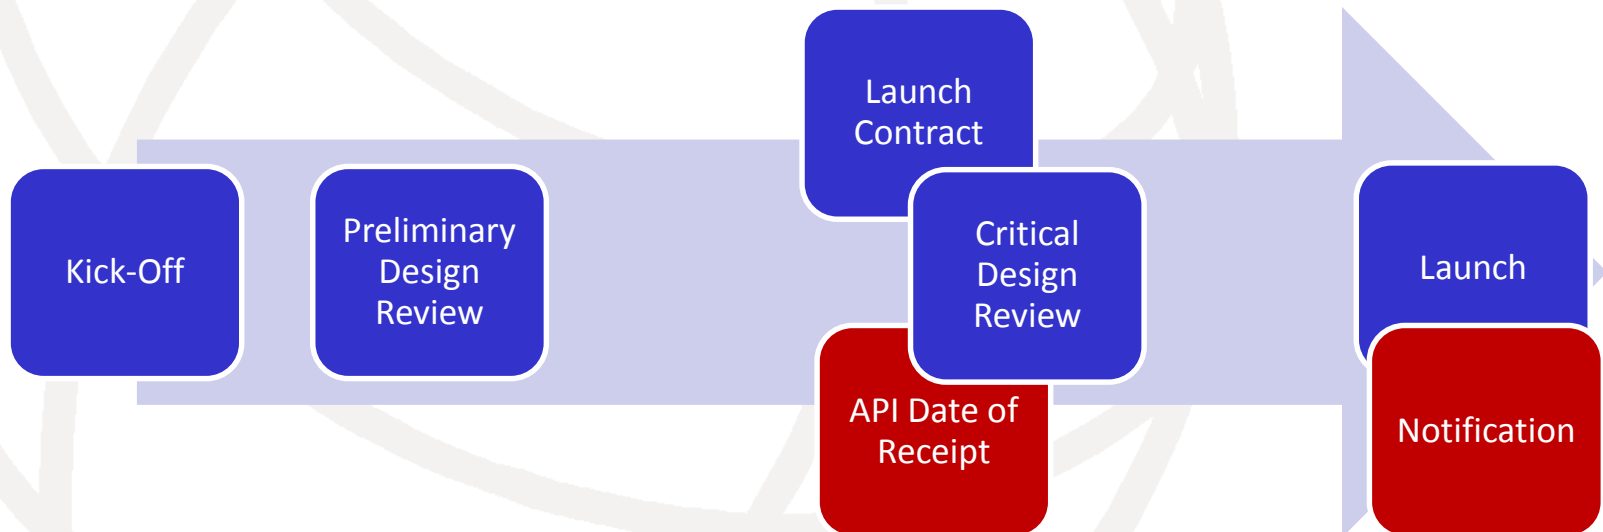 Kick-Off
Preliminary
Design
Review
Launch
Contract
Critical
Design
Review
API Date of
Receipt
Launch
Notification